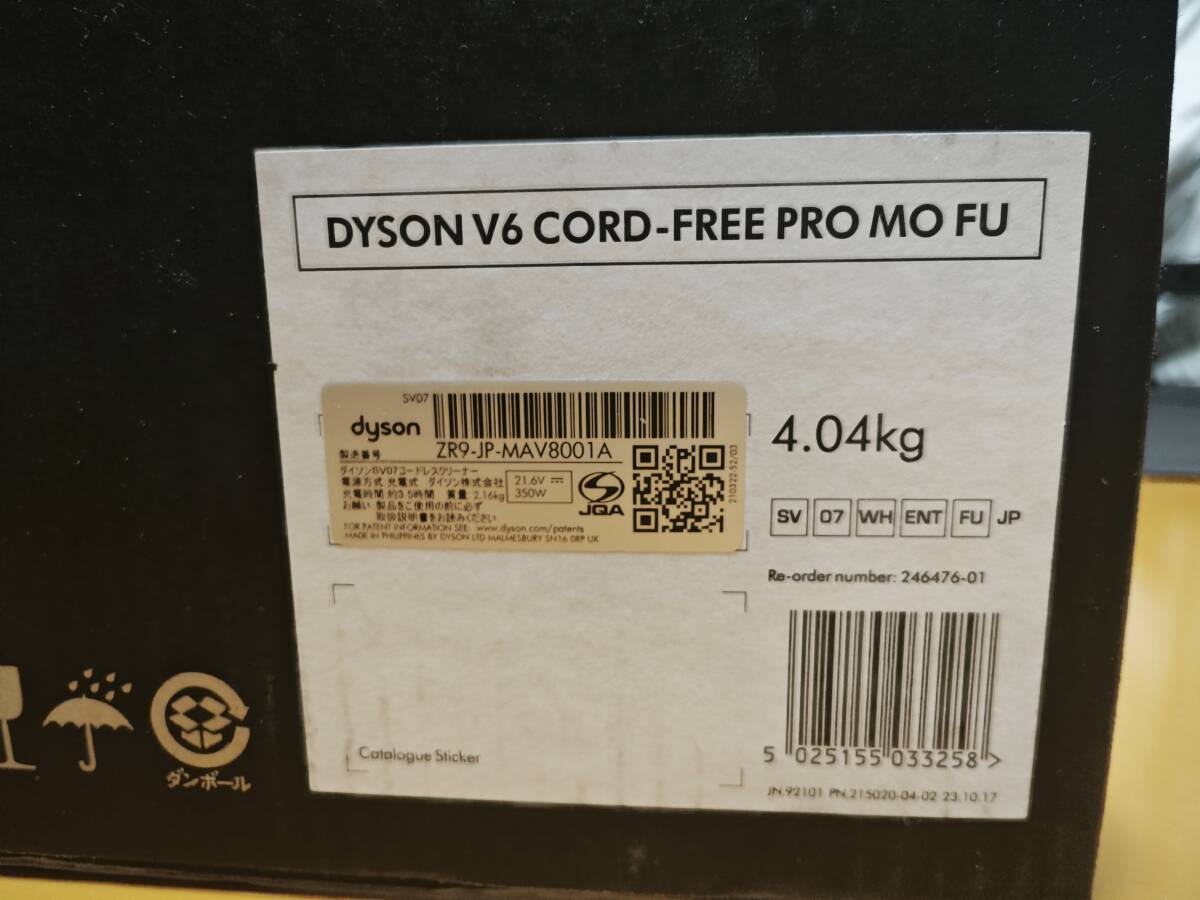 DYSON V6 CORD-FREE PRO MO FU
SV07
dyson
製造番号 ZR9-JP-MAV8001A
ダイソンSV07コードレスクリーナー
電源方式 充電式 ダイソン株式会社
充電時間 約3.5時間 質量 2.16kg
21.6V
350W
JQA
210322-52/03
お願い 製品をご使用の前に必ず
取扱説明書をお読みください
FOR PATENT INFORMATION SEE: www.dyson.com/patents
MADE IN PHILIPPINES BY DYSON LTD MALMESBURY SN16 0RP UK
4.04kg
SV 07 WH ENT FU JP
Re-order number: 246476-01
5 025155 033258 >
JN.92101 PN.215020-04-02 23.10.17
Catalogue Sticker
ダンボール